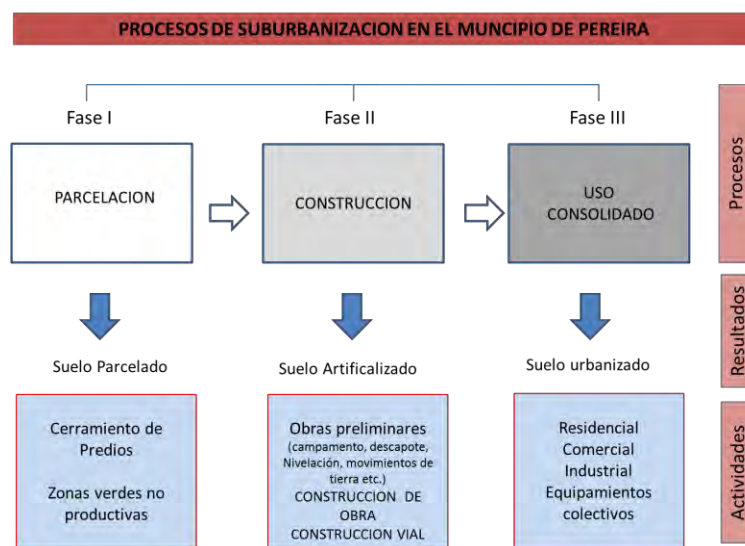 PROCESOS DE SUBURBANIZACION EN EL MUNCIPIO DE PEREIRA
Fase I
Fase II
Fase III
Procesos
PARCELACION
CONSTRUCCION
USO
CONSOLIDADO
Resultados
Suelo Parcelado
Suelo Artificalizado
Suelo urbanizado
Actividades
Cerramiento de
Predios
Zonas verdes no
productivas
Obras preliminares
(campamento, descapote,
Nivelación, movimientos de
tierra etc.)
CONSTRUCCION DE
OBRA
CONSTRUCCION VIAL
Residencial
Comercial
Industrial
Equipamientos
colectivos